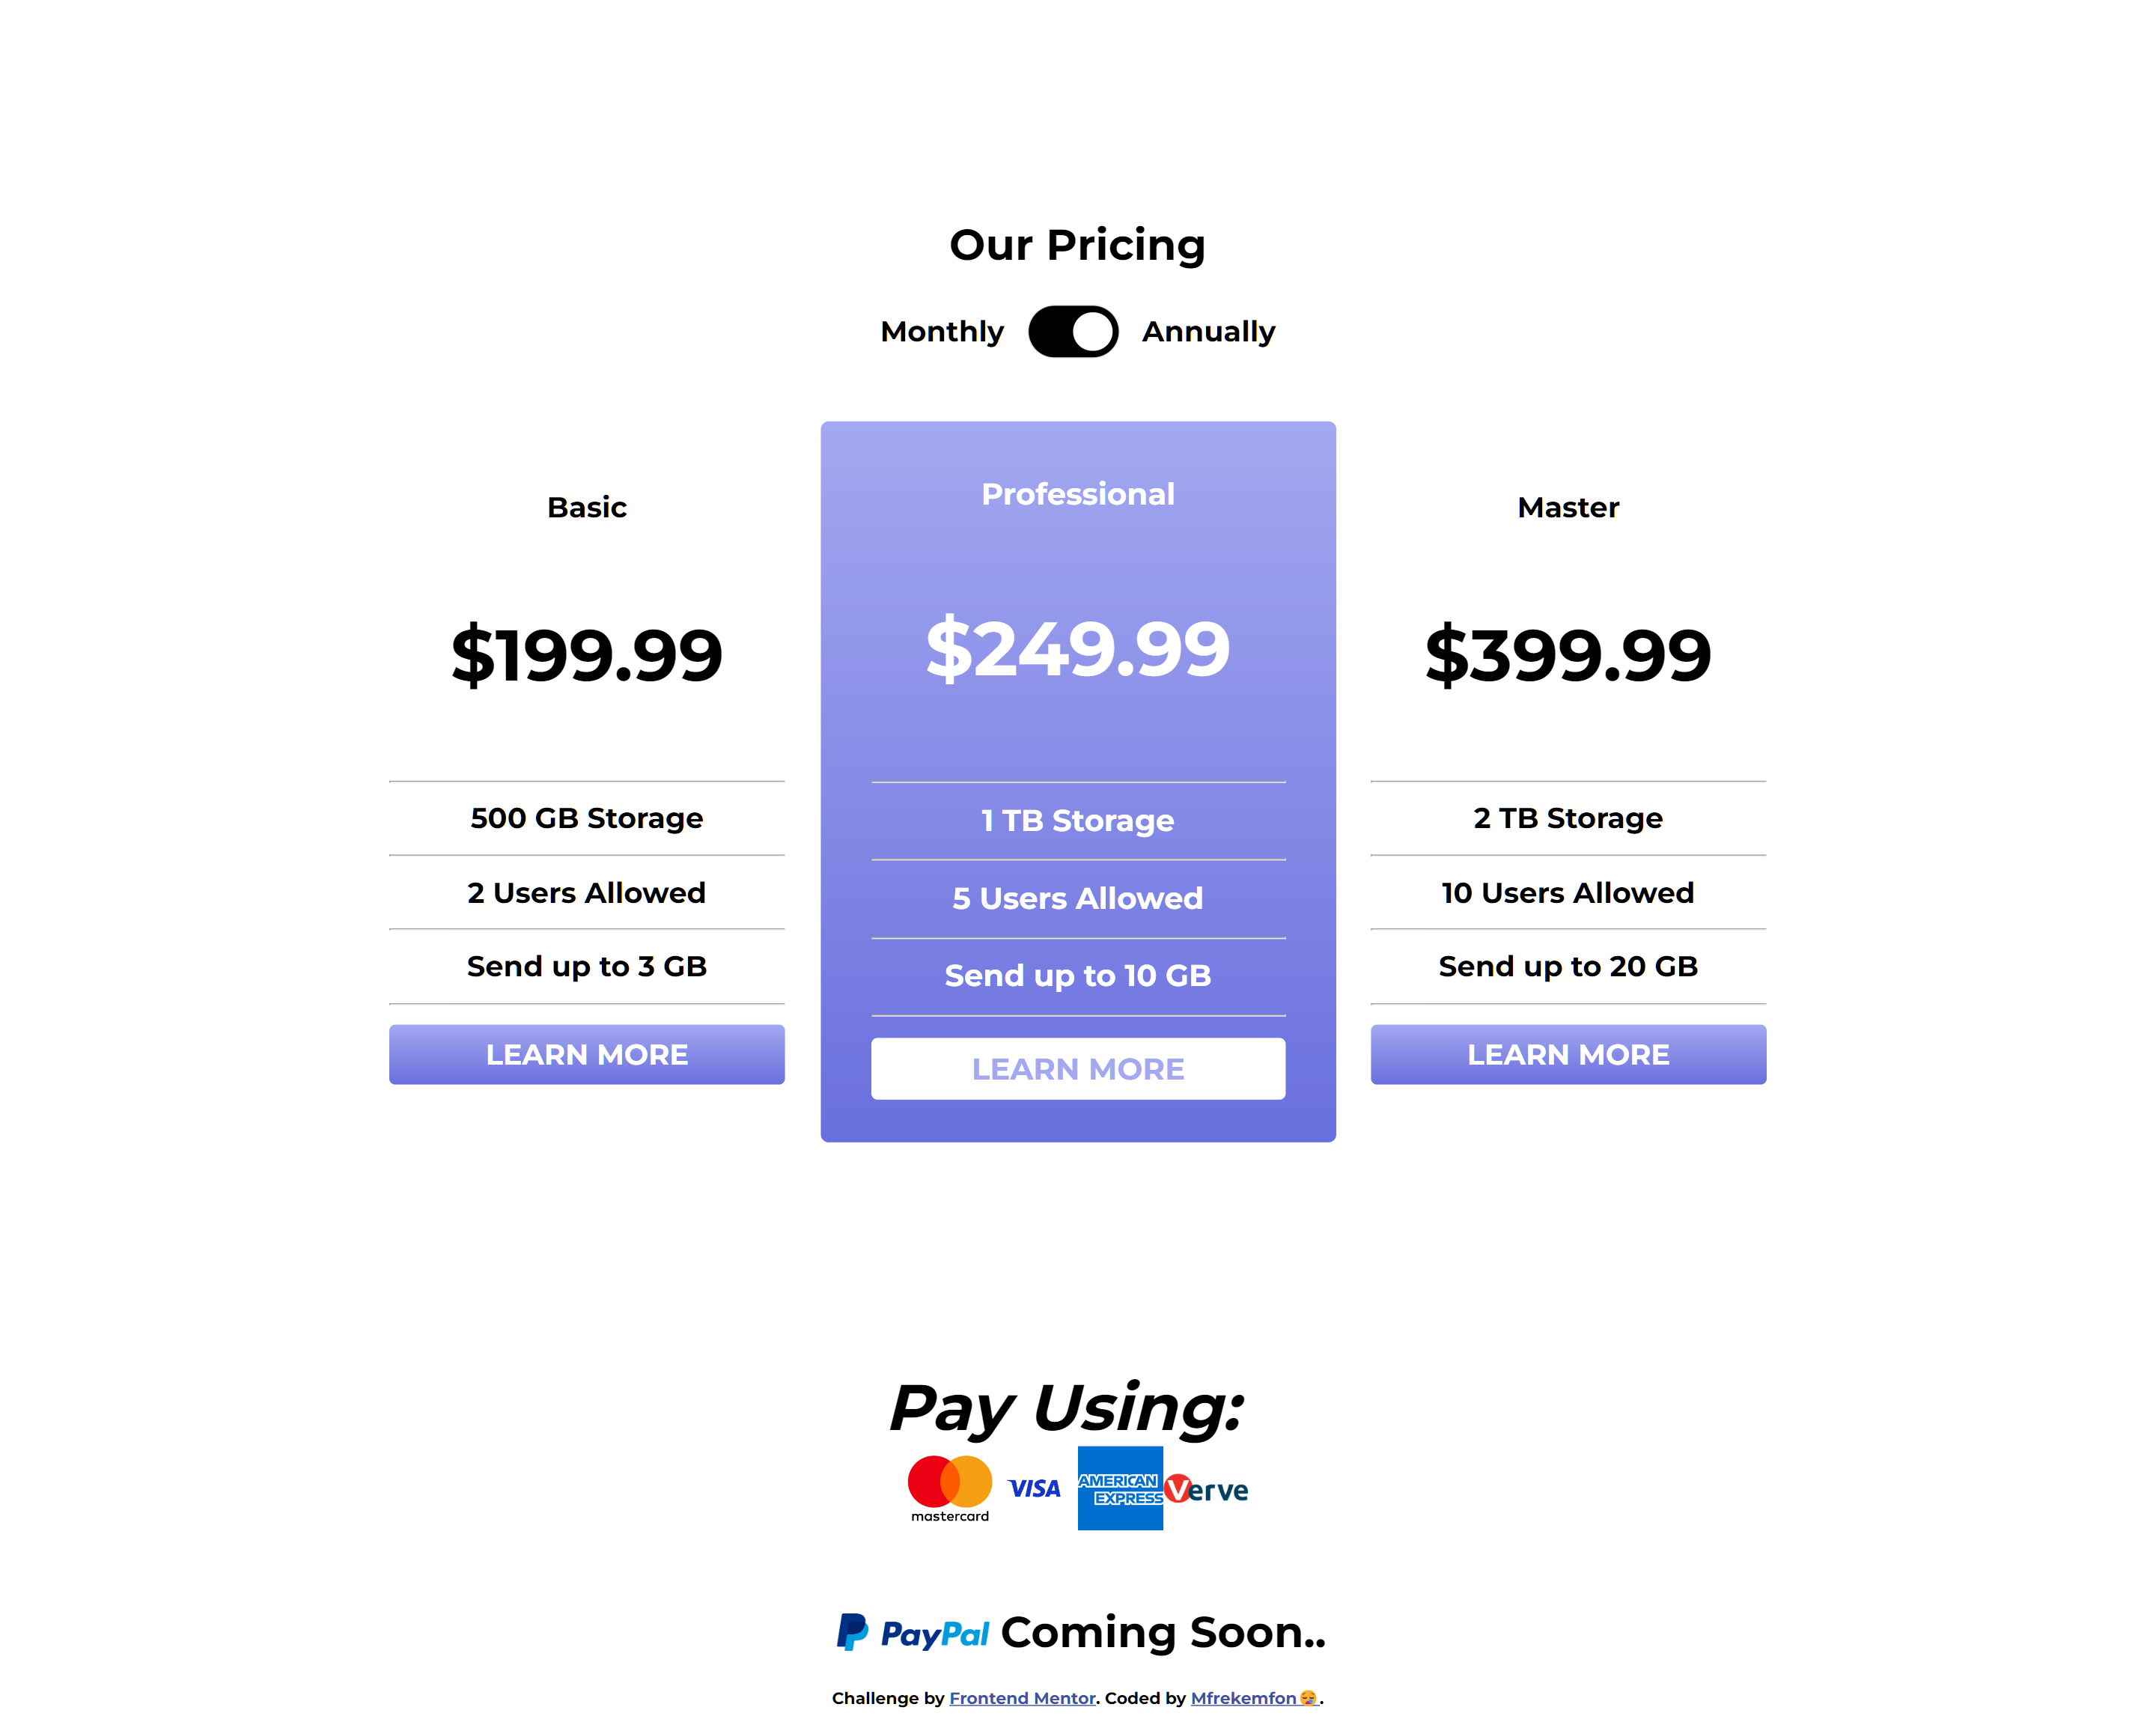 Our Pricing
Monthly Annually
Basic
$199.99
500 GB Storage
2 Users Allowed
Send up to 3 GB
LEARN MORE
Professional
$249.99
1 TB Storage
5 Users Allowed
Send up to 10 GB
LEARN MORE
Master
$399.99
2 TB Storage
10 Users Allowed
Send up to 20 GB
LEARN MORE
Pay Using:
mastercard
VISA
AMERICAN
EXPRESS
Verve
PayPal Coming Soon..
Challenge by Frontend Mentor. Coded by Mfrekemfon😪.